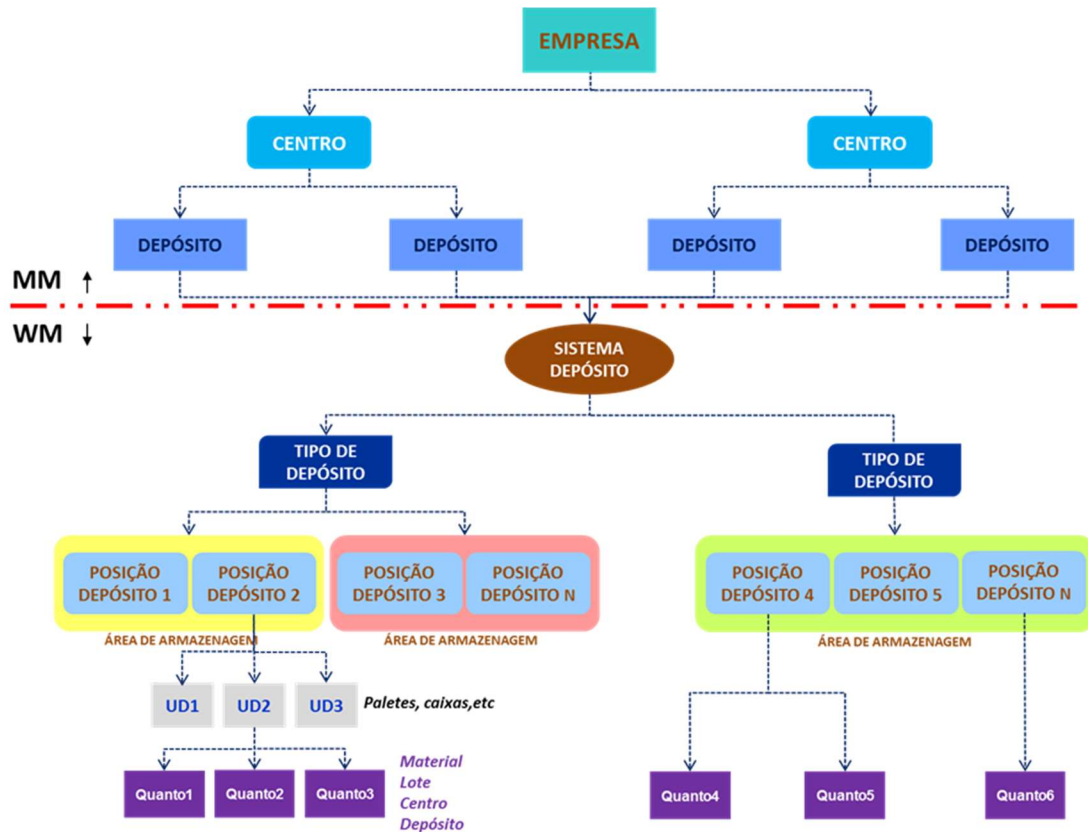 EMPRESA
CENTRO
CENTRO
DEPÓSITO
DEPÓSITO
DEPÓSITO
DEPÓSITO
MM
WM
SISTEMA
DEPÓSITO
TIPO DE
DEPÓSITO
TIPO DE
DEPÓSITO
POSIÇÃO
DEPÓSITO 1
POSIÇÃO
DEPÓSITO 2
POSIÇÃO
DEPÓSITO 3
POSIÇÃO
DEPÓSITO N
POSIÇÃO
DEPÓSITO 4
POSIÇÃO
DEPÓSITO 5
POSIÇÃO
DEPÓSITO N
ÁREA DE ARMAZENAGEM
ÁREA DE ARMAZENAGEM
ÁREA DE ARMAZENAGEM
UD1
UD2
UD3
Paletes, caixas,etc
Quanto1
Quanto2
Quanto3
Material
Lote
Centro
Depósito
Quanto4
Quanto5
Quanto6